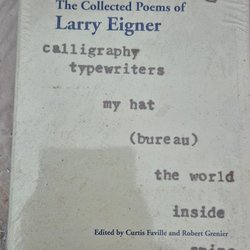 The Collected Poems of
Larry Eigner
calligraphy
typewriters
my hat
(bureau)
the world
inside
Edited by Curtis Faville and Robert Grenier